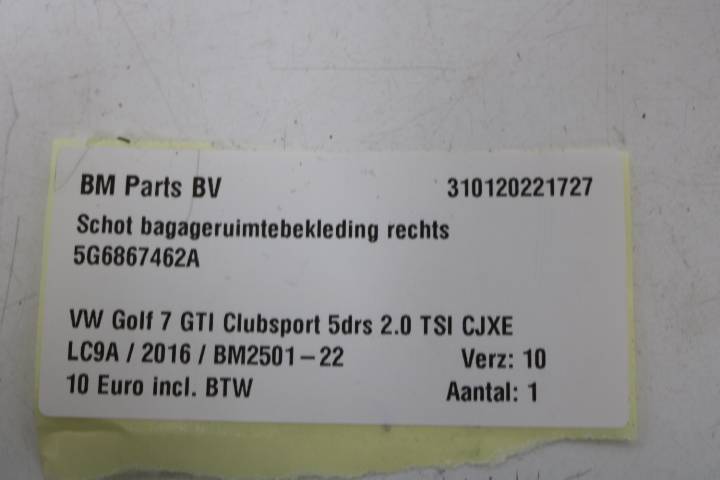 BM Parts BV 310120221727
Schot bagageruimtebekleding rechts
5G6867462A
VW Golf 7 GTI Clubsport 5drs 2.0 TSI CJXE
LC9A / 2016 / BM2501-22 Verz: 10
10 Euro incl. BTW Aantal: 1